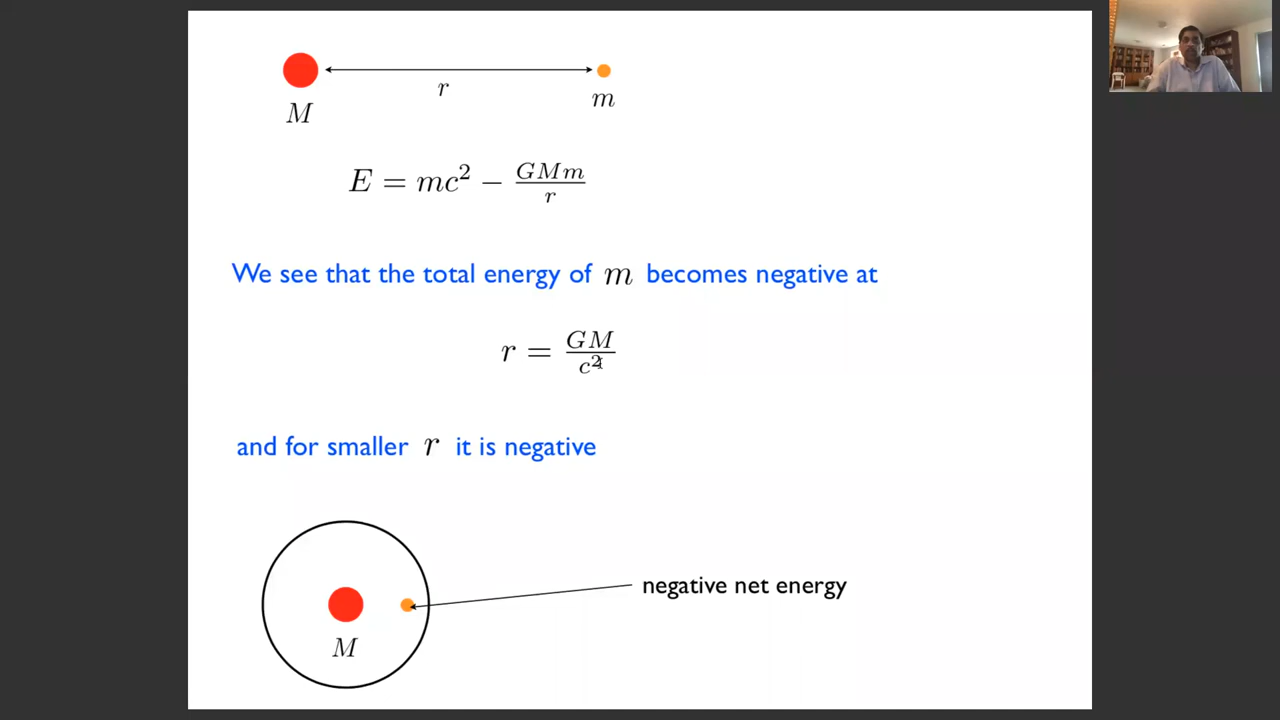 r
M
m
E = mc² − GMm/r
We see that the total energy of m becomes negative at
r = GM/c²
and for smaller r it is negative
negative net energy
M